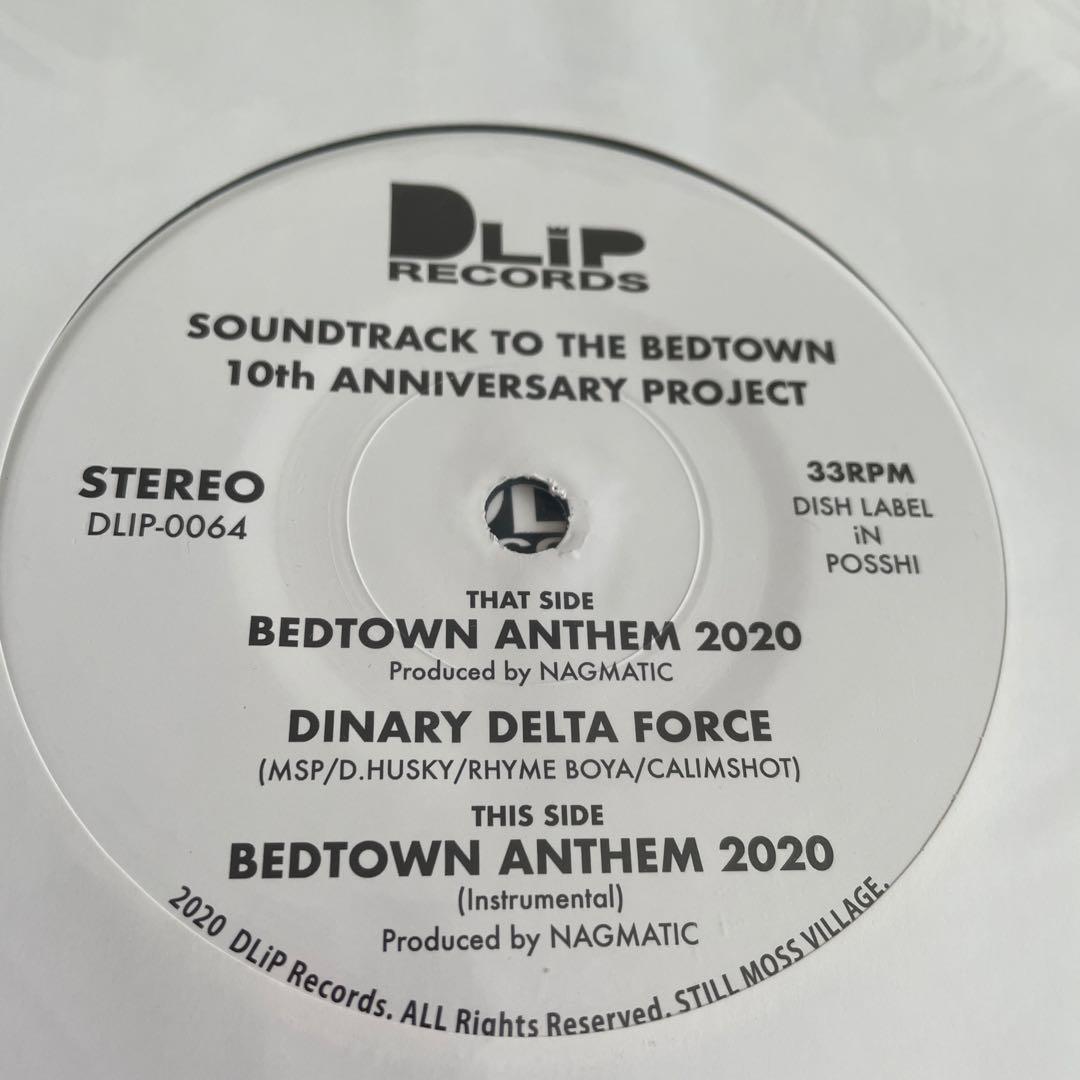 DLiP
RECORDS
SOUNDTRACK TO THE BEDTOWN
10th ANNIVERSARY PROJECT
STEREO
DLIP-0064
33RPM
DISH LABEL
iN
POSSHI
THAT SIDE
BEDTOWN ANTHEM 2020
Produced by NAGMATIC
DINARY DELTA FORCE
(MSP/D.HUSKY/RHYME BOYA/CALIMSHOT)
THIS SIDE
BEDTOWN ANTHEM 2020
(Instrumental)
Produced by NAGMATIC
2020 DLiP Records. ALL Rights Reserved. STILL MOSS VILLAGE.